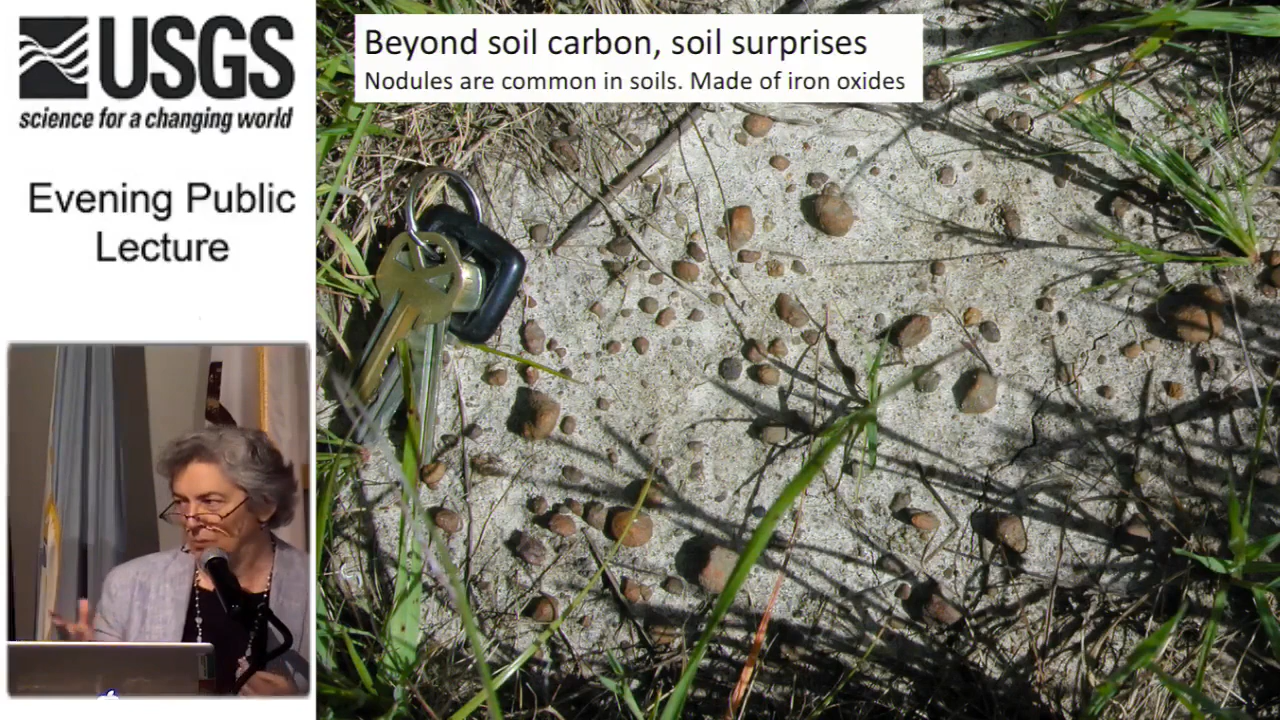 USGS
science for a changing world
Evening Public
Lecture
Beyond soil carbon, soil surprises
Nodules are common in soils. Made of iron oxides